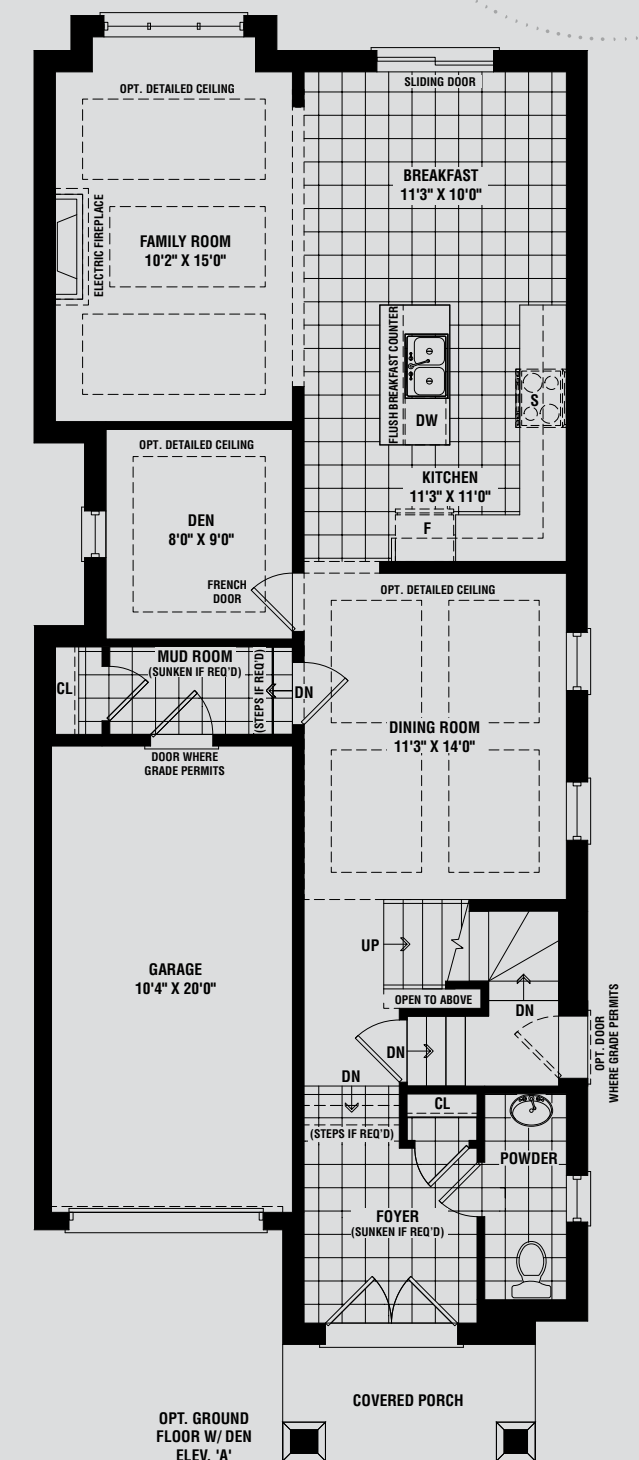 OPT. DETAILED CEILING
SLIDING DOOR
BREAKFAST
11'3" X 10'0"
ELECTRIC FIREPLACE
FAMILY ROOM
10'2" X 15'0"
FLUSH BREAKFAST COUNTER
DW
S
KITCHEN
11'3" X 11'0"
F
OPT. DETAILED CEILING
DEN
8'0" X 9'0"
FRENCH
DOOR
OPT. DETAILED CEILING
MUD ROOM
(SUNKEN IF REQ'D)
CL
(STEPS IF REQ'D)
DN
DINING ROOM
11'3" X 14'0"
DOOR WHERE
GRADE PERMITS
GARAGE
10'4" X 20'0"
UP
OPEN TO ABOVE
DN
DN
OPT. DOOR
WHERE GRADE PERMITS
DN
CL
(STEPS IF REQ'D)
POWDER
FOYER
(SUNKEN IF REQ'D)
COVERED PORCH
OPT. GROUND
FLOOR W/ DEN
ELEV. 'A'